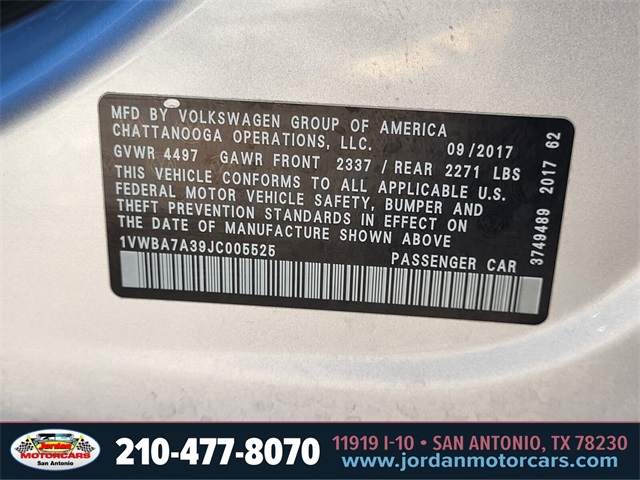 MFD BY VOLKSWAGEN GROUP OF AMERICA
CHATTANOOGA OPERATIONS, LLC. 09/2017
GVWR 4497 GAWR FRONT 2337 / REAR 2271 LBS
THIS VEHICLE CONFORMS TO ALL APPLICABLE U.S.
FEDERAL MOTOR VEHICLE SAFETY, BUMPER AND
THEFT PREVENTION STANDARDS IN EFFECT ON
THE DATE OF MANUFACTURE SHOWN ABOVE
1VWBA7A39JC005525 PASSENGER CAR
3749489 2017 62
Jordan
MOTORCARS
San Antonio
210-477-8070
11919 I-10 • SAN ANTONIO, TX 78230
www.jordanmotorcars.com